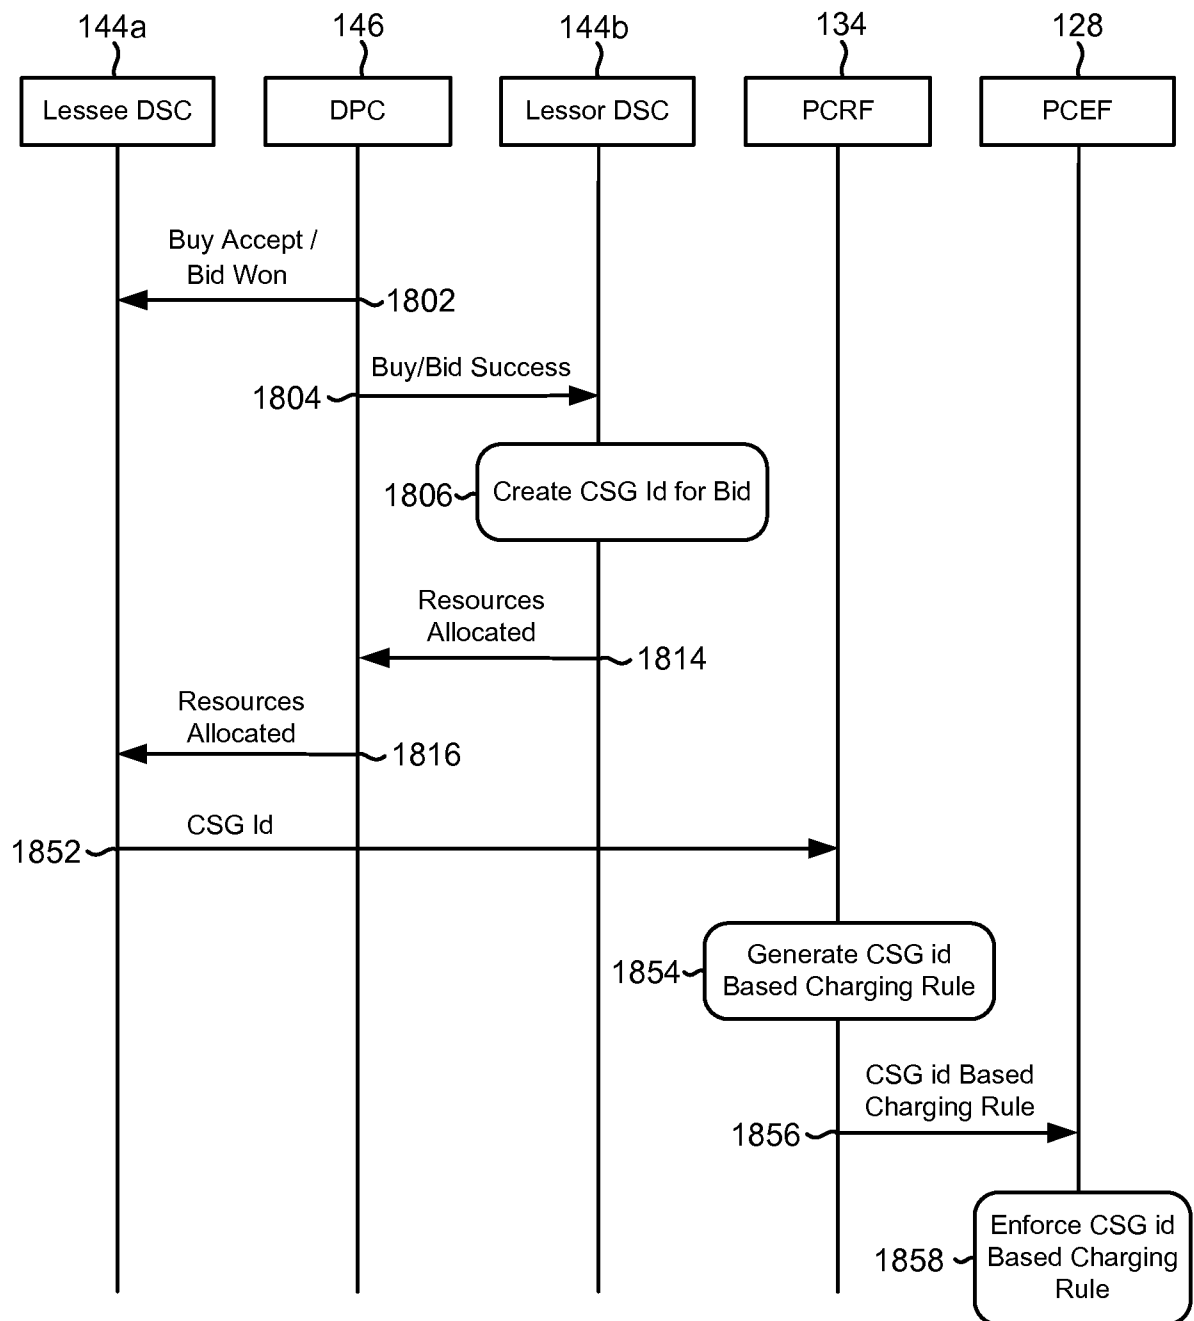 144a
146
144b
134
128
Lessee DSC
DPC
Lessor DSC
PCRF
PCEF
Buy Accept /
Bid Won
1802
Buy/Bid Success
1804
Create CSG Id for Bid
1806
Resources
Allocated
1814
Resources
Allocated
1816
CSG Id
1852
Generate CSG id
Based Charging Rule
1854
CSG id Based
Charging Rule
1856
Enforce CSG id
Based Charging
Rule
1858